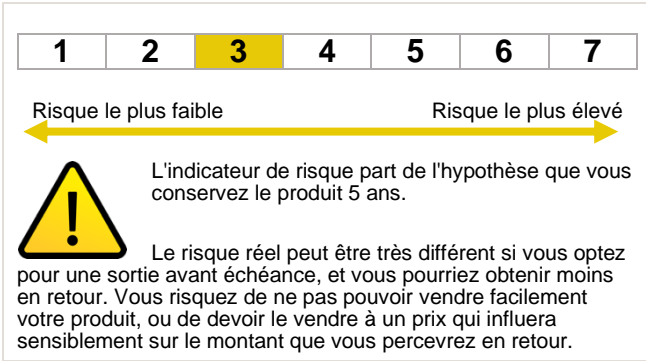 1 2 3 4 5 6 7
Risque le plus faible Risque le plus élevé
L'indicateur de risque part de l'hypothèse que vous
conservez le produit 5 ans.
Le risque réel peut être très différent si vous optez
pour une sortie avant échéance, et vous pourriez obtenir moins
en retour. Vous risquez de ne pas pouvoir vendre facilement
votre produit, ou de devoir le vendre à un prix qui influera
sensiblement sur le montant que vous percevrez en retour.